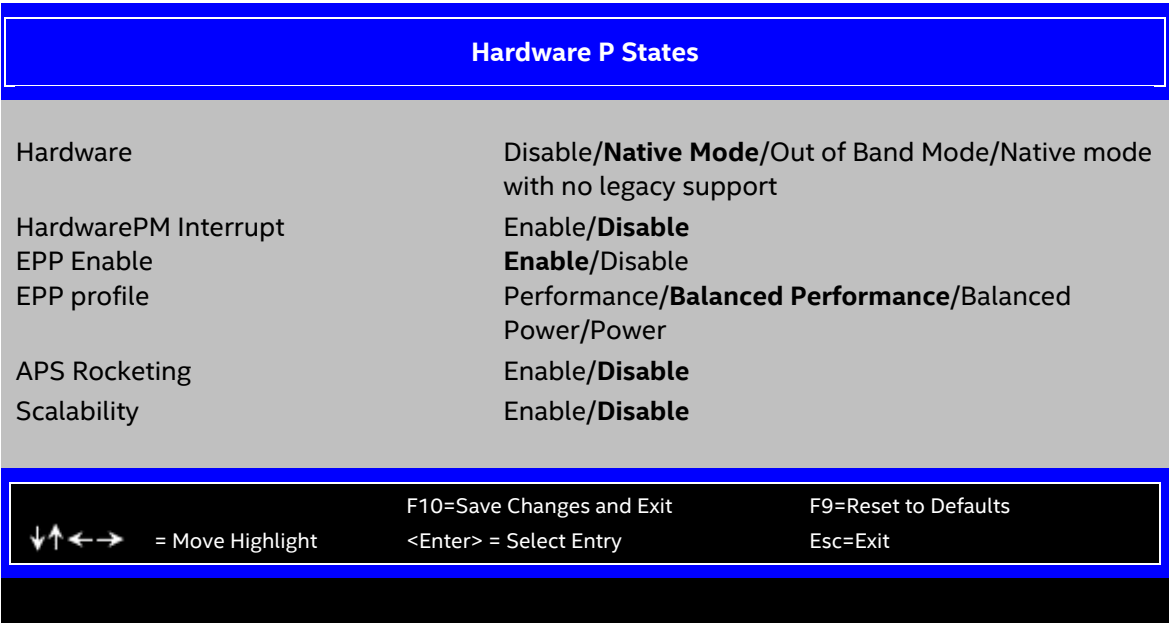 Hardware P States
Hardware Disable/Native Mode/Out of Band Mode/Native mode
with no legacy support
HardwarePM Interrupt Enable/Disable
EPP Enable Enable/Disable
EPP profile Performance/Balanced Performance/Balanced
Power/Power
APS Rocketing Enable/Disable
Scalability Enable/Disable
F10=Save Changes and Exit F9=Reset to Defaults
↓↑←→ = Move Highlight <Enter> = Select Entry Esc=Exit